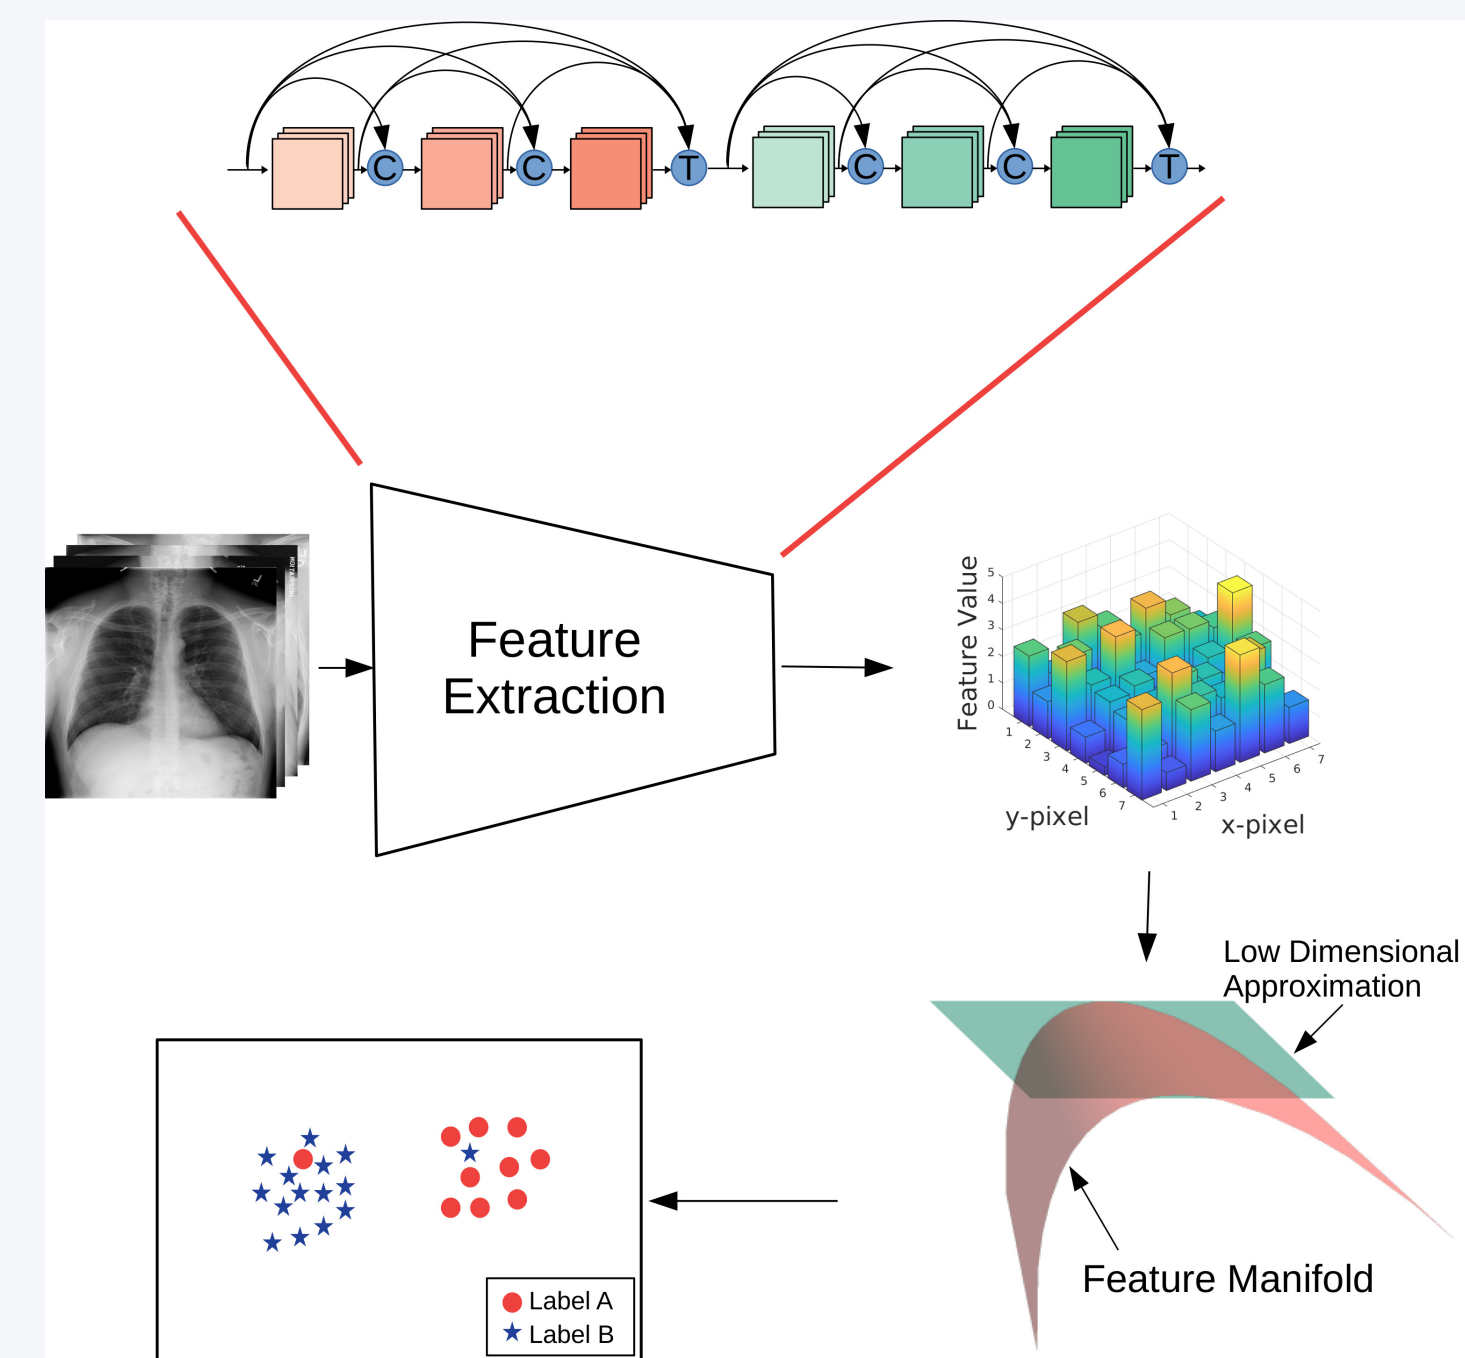 C C T C C T
Feature
Extraction
Feature Value
5
4
3
2
1
0
1
2
3
4
5
6
7
y-pixel
1
2
3
4
5
6
7
x-pixel
Low Dimensional
Approximation
Feature Manifold
Label A
Label B